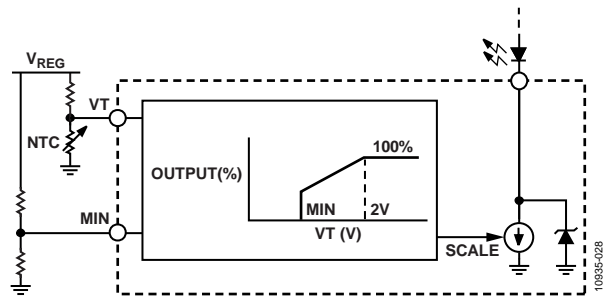 VREG
VT
NTC
MIN
OUTPUT(%)
100%
MIN
2V
VT (V)
SCALE
10935-028